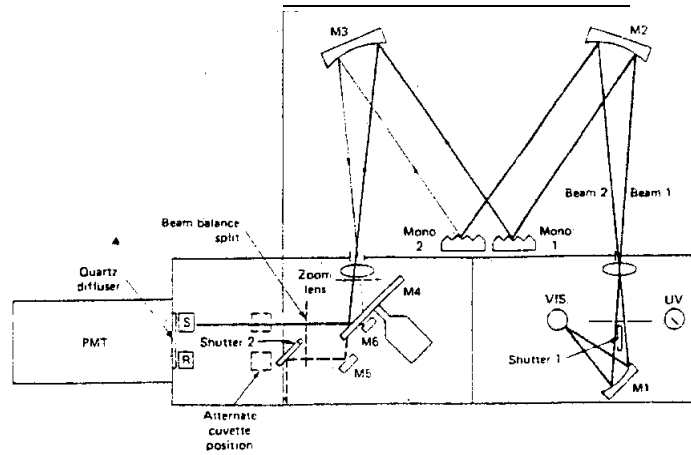 M3
M2
Beam 2
Beam 1
Mono
2
Mono
1
Beam balance
split
Quartz
diffuser
Zoom
lens
M4
VIS
UV
S
PMT
Shutter 2
M6
Shutter 1
R
M5
M1
Alternate
cuvette
position